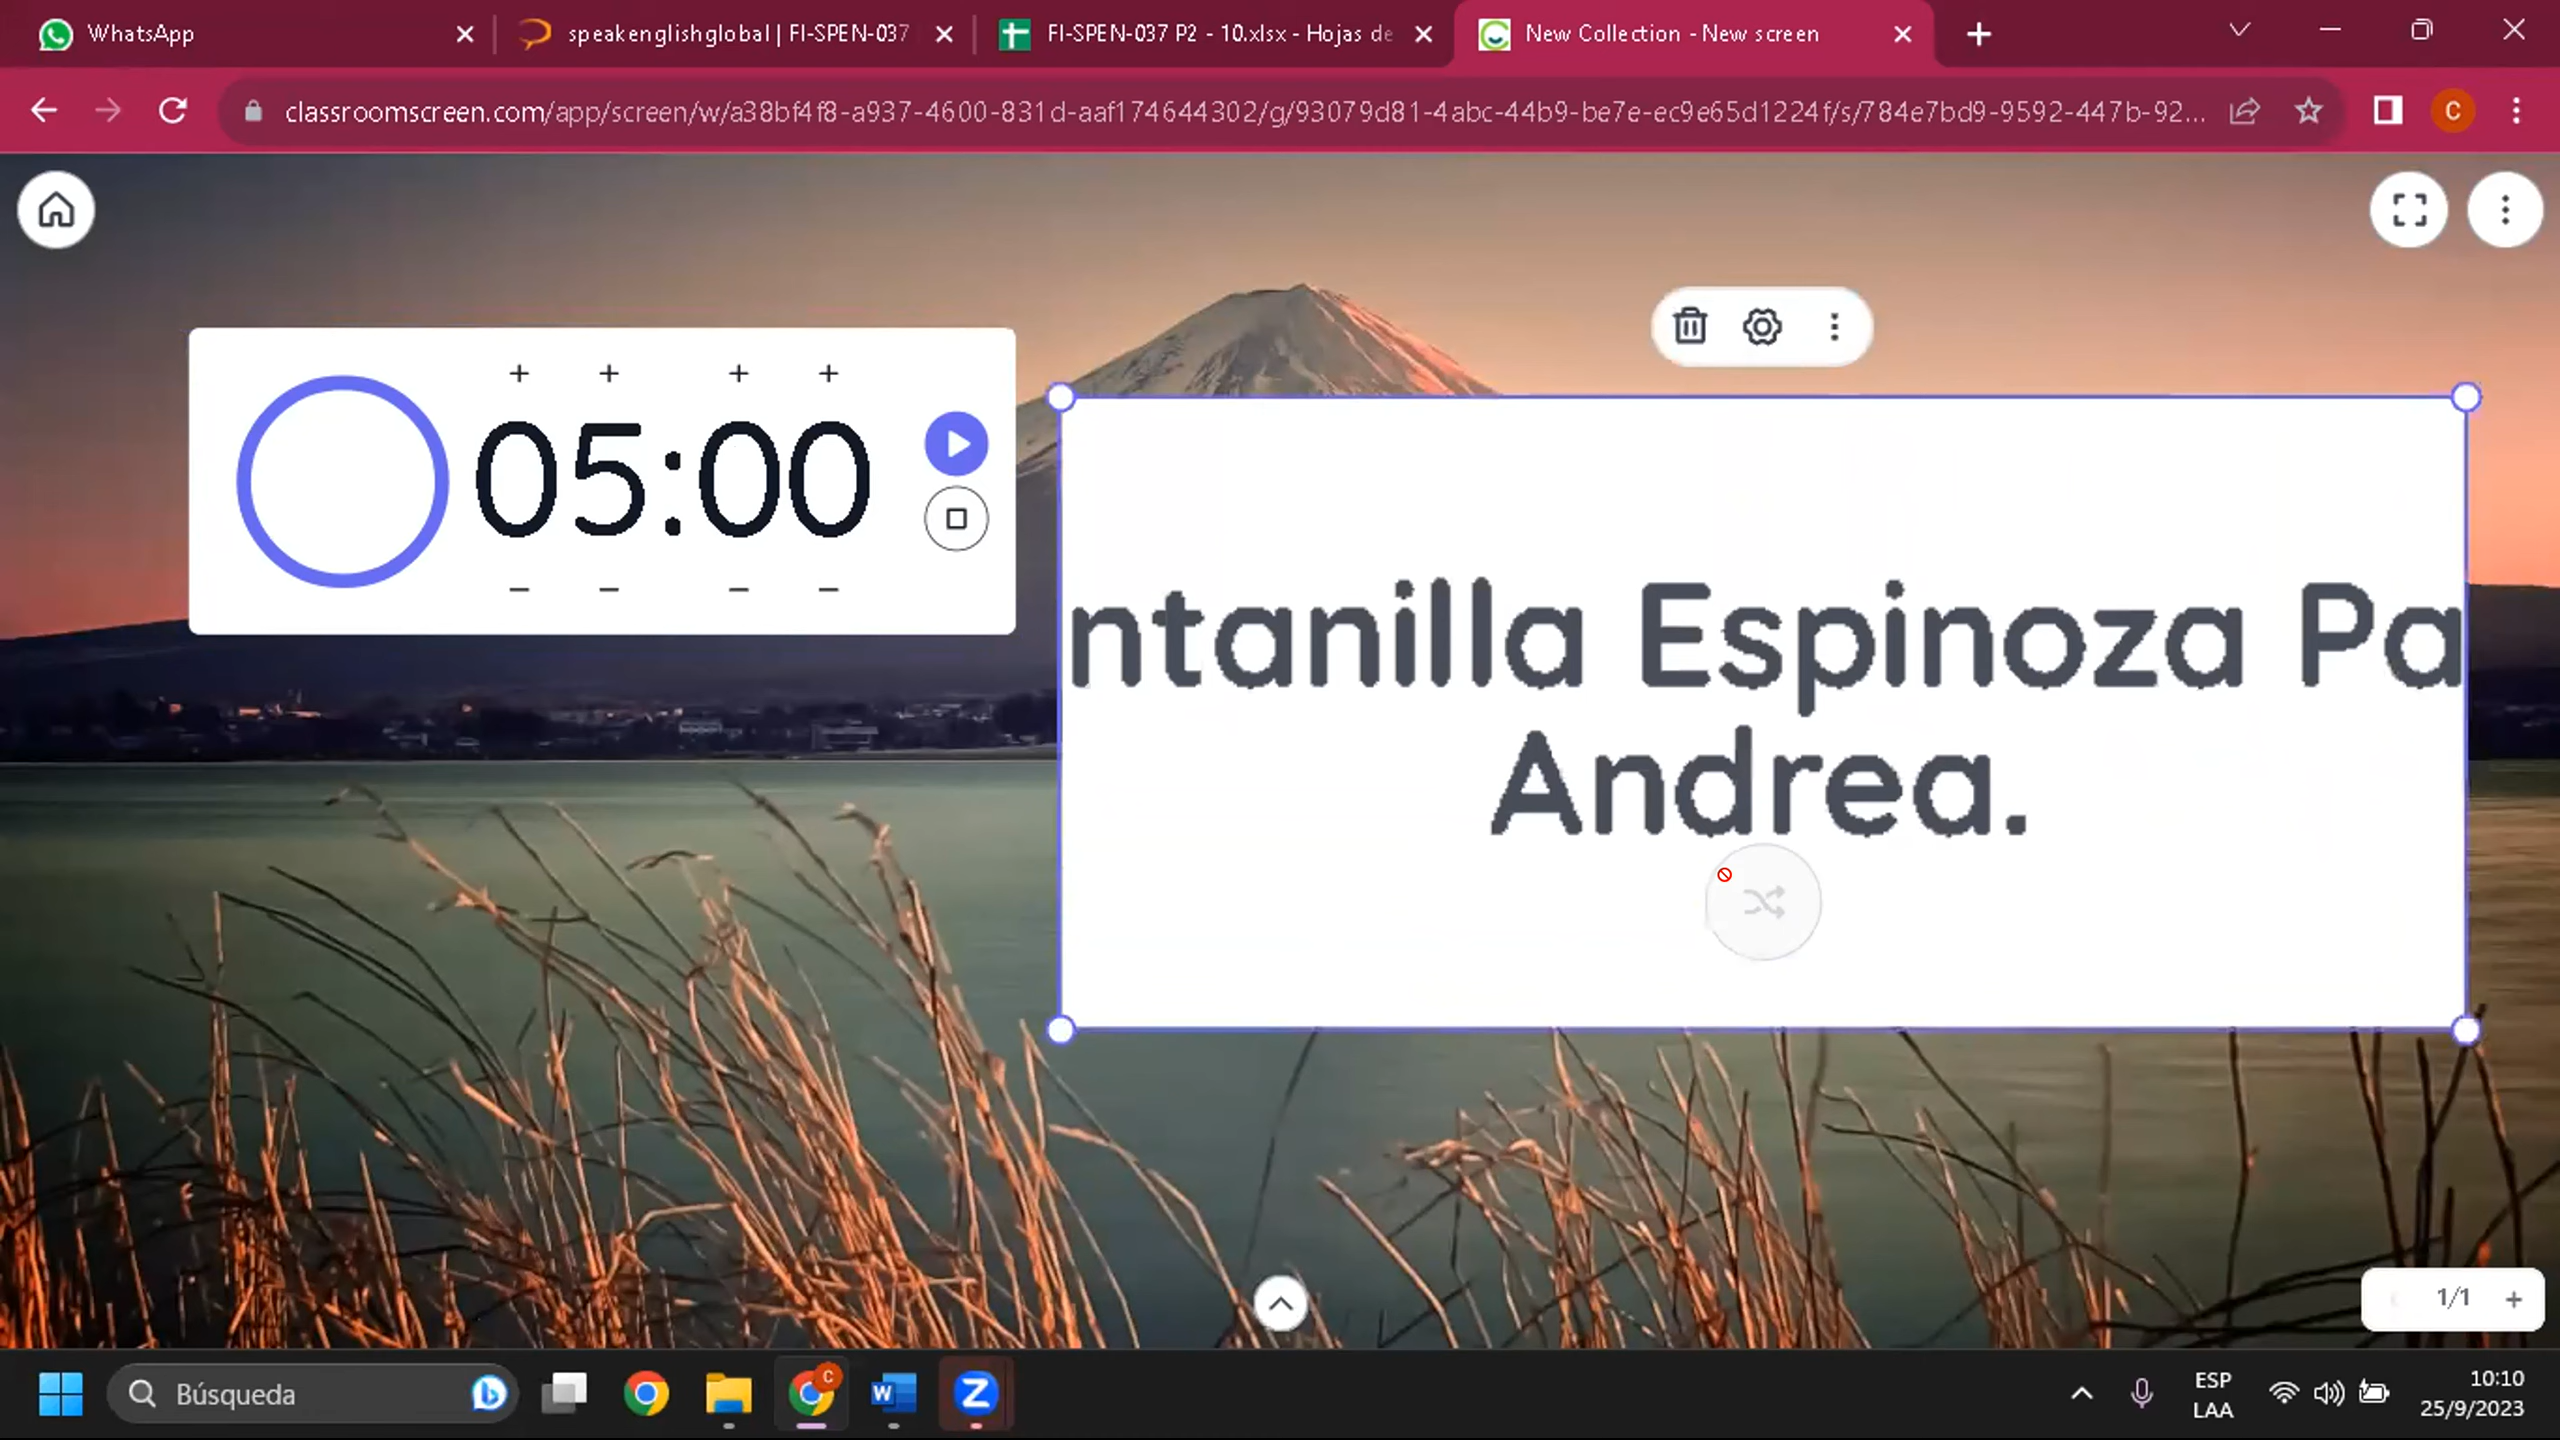 WhatsApp
speakenglishglobal | FI-SPEN-037
FI-SPEN-037 P2 - 10.xlsx - Hojas de
New Collection - New screen
classroomscreen.com/app/screen/w/a38bf4f8-a937-4600-831d-aaf174644302/g/93079d81-4abc-44b9-be7e-ec9e65d1224f/s/784e7bd9-9592-447b-92...
C
+ + + +
05:00
− − − −
ntanilla Espinoza Pa
Andrea.
1/1 +
Búsqueda
C
ESP
LAA
10:10
25/9/2023